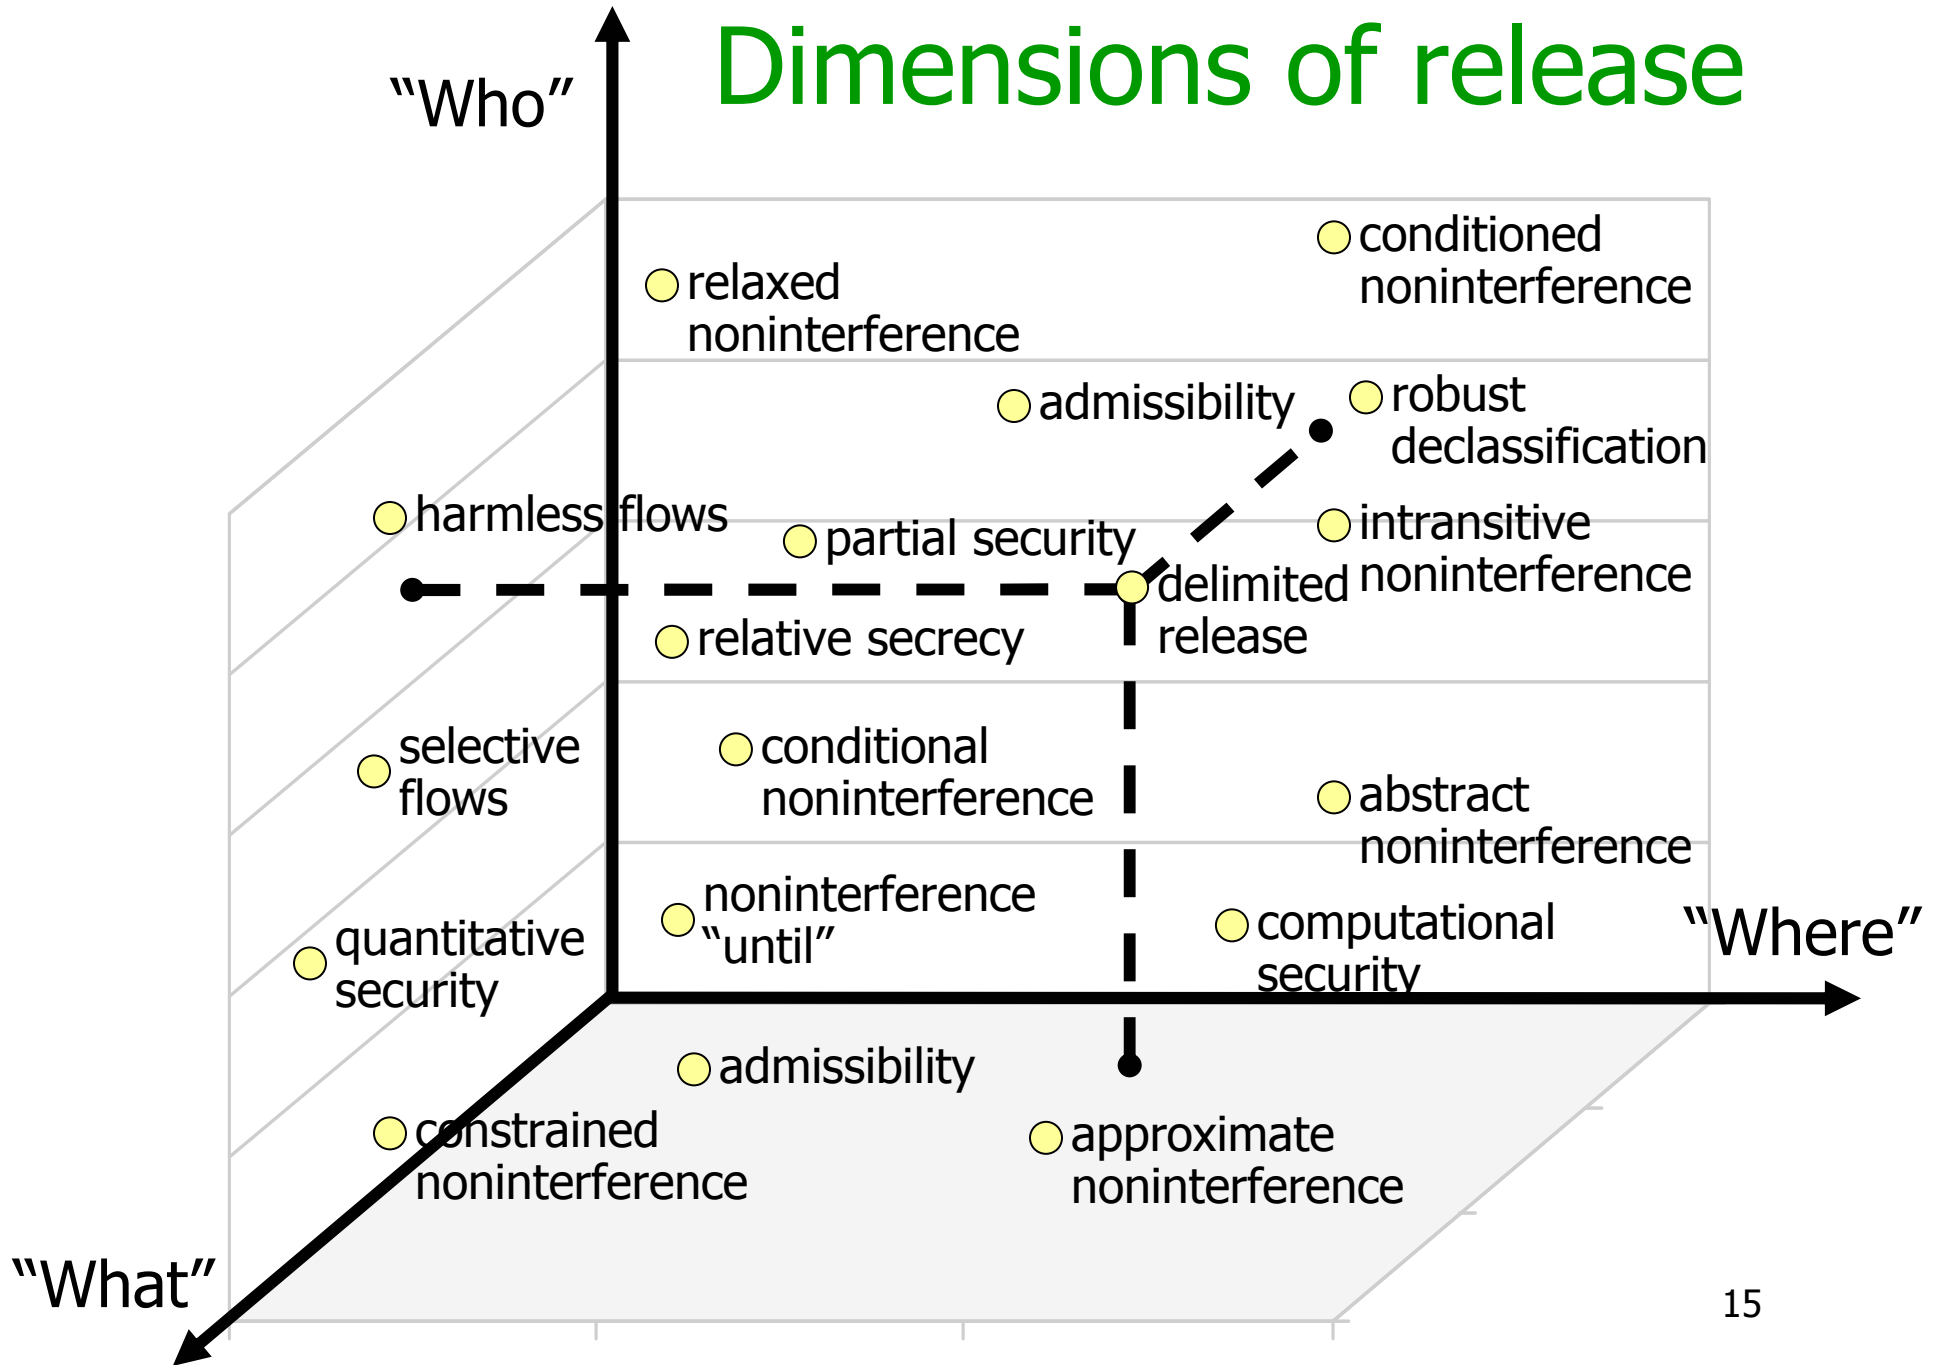 Dimensions of release
“Who”
conditioned
noninterference
relaxed
noninterference
admissibility
robust
declassification
harmless flows
partial security
intransitive
noninterference
delimited
release
relative secrecy
selective
flows
conditional
noninterference
abstract
noninterference
noninterference
“until”
quantitative
security
computational
security
“Where”
admissibility
constrained
noninterference
approximate
noninterference
“What”
15